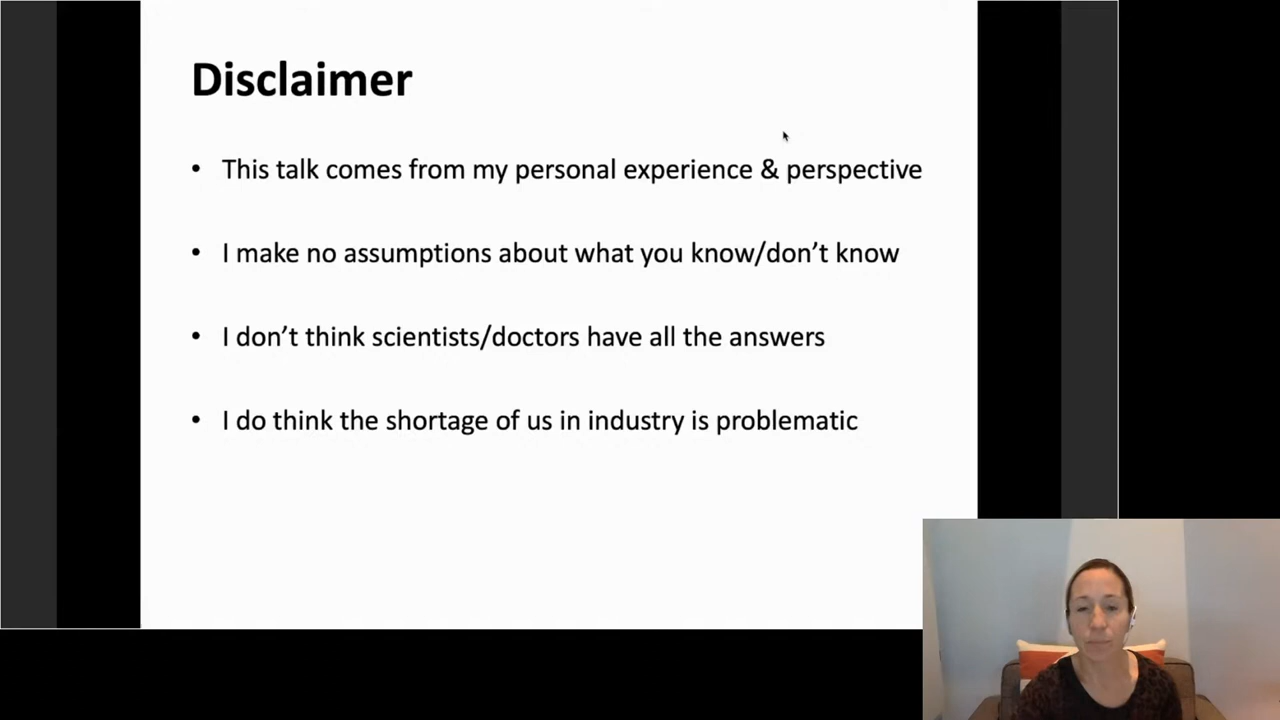 Disclaimer
• This talk comes from my personal experience & perspective
• I make no assumptions about what you know/don’t know
• I don’t think scientists/doctors have all the answers
• I do think the shortage of us in industry is problematic